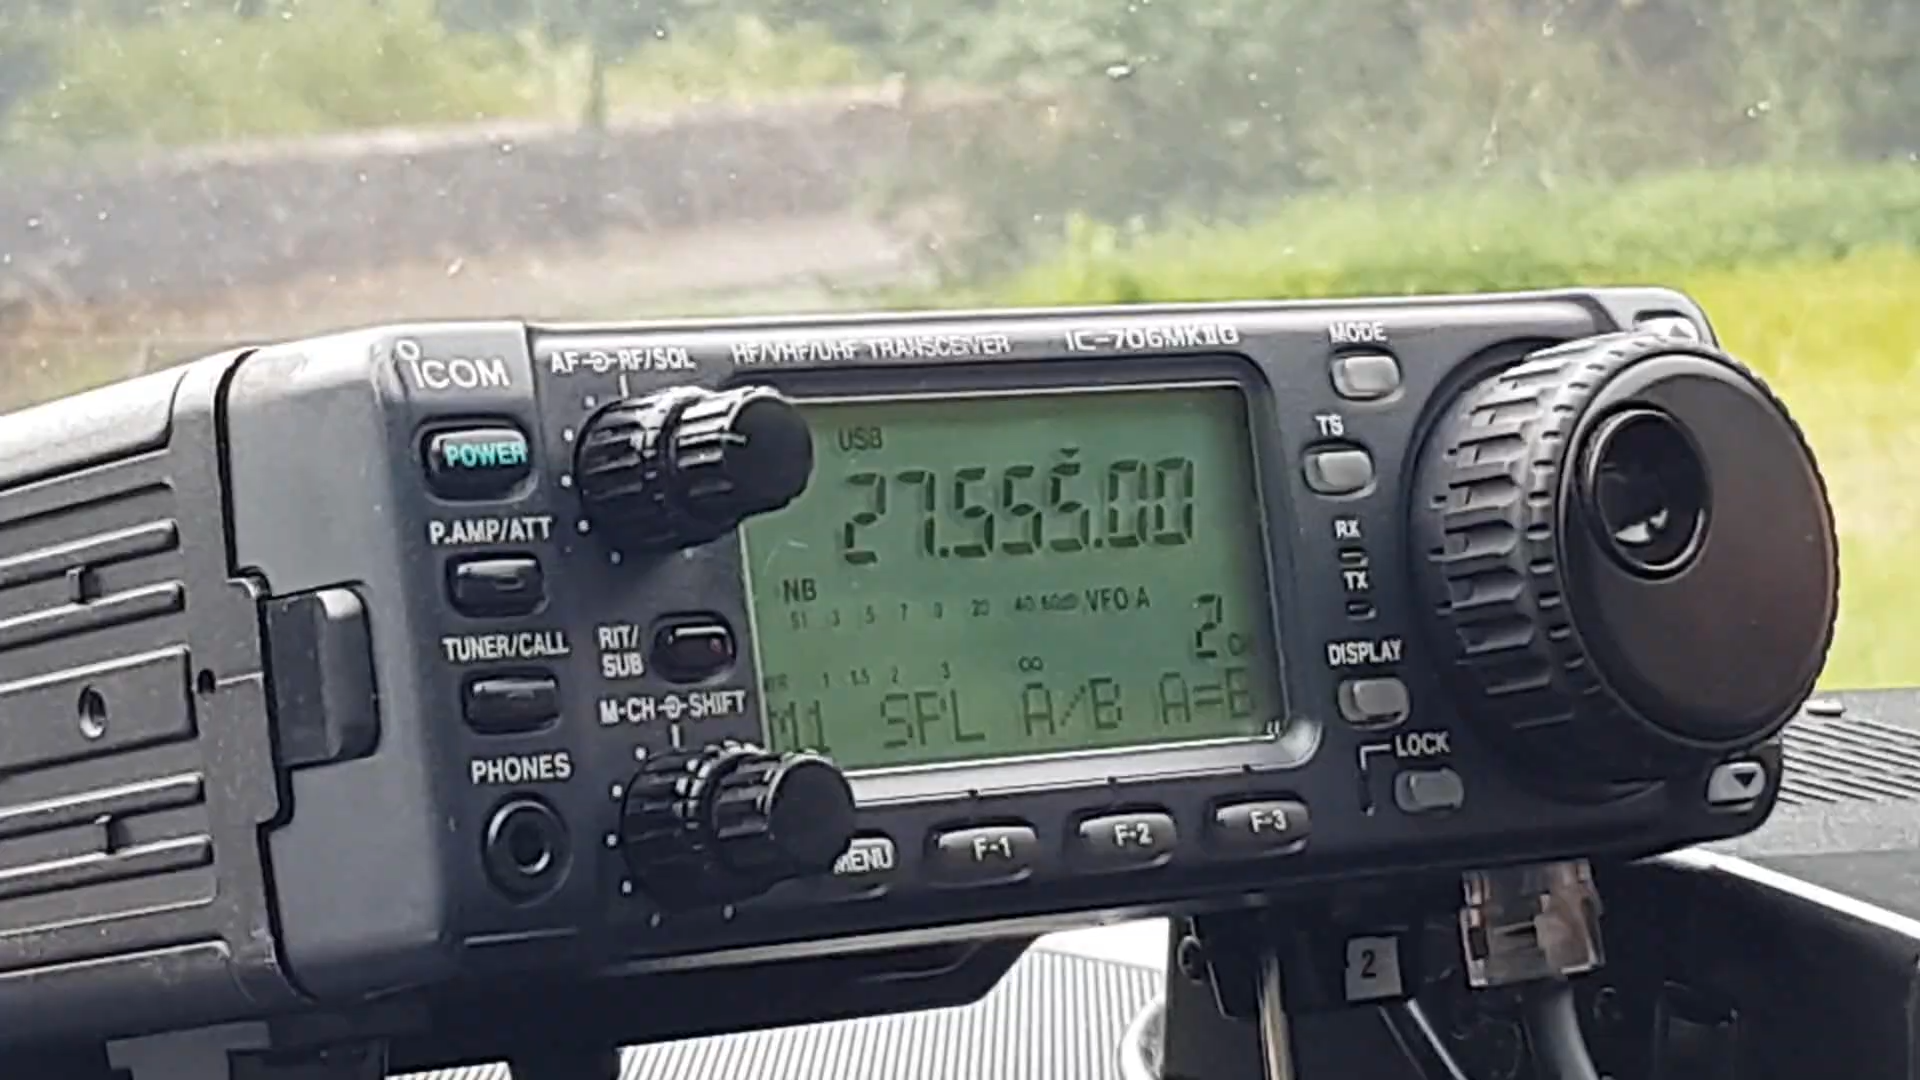 ICOM
AF RF/SQL
HF/VHF/UHF TRANSCEIVER
IC-706MKIIG
MODE
POWER
USB
TS
27.555.00
P.AMP/ATT
RX
NB
S1 3 5 7 9 20 40 60dB VFO A
TX
2
TUNER/CALL
RIT/
SUB
DISPLAY
1 1.5 2 3 ∞
M-CH SHIFT
M1 SPL A/B A=B
LOCK
PHONES
MENU
F-1
F-2
F-3
2